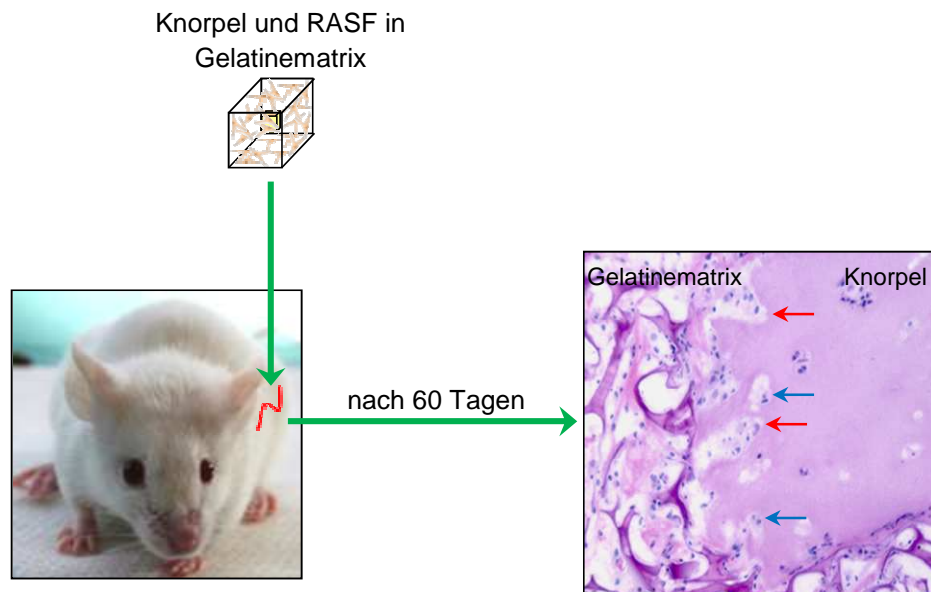 Knorpel und RASF in
Gelatinematrix
Gelatinematrix
Knorpel
nach 60 Tagen